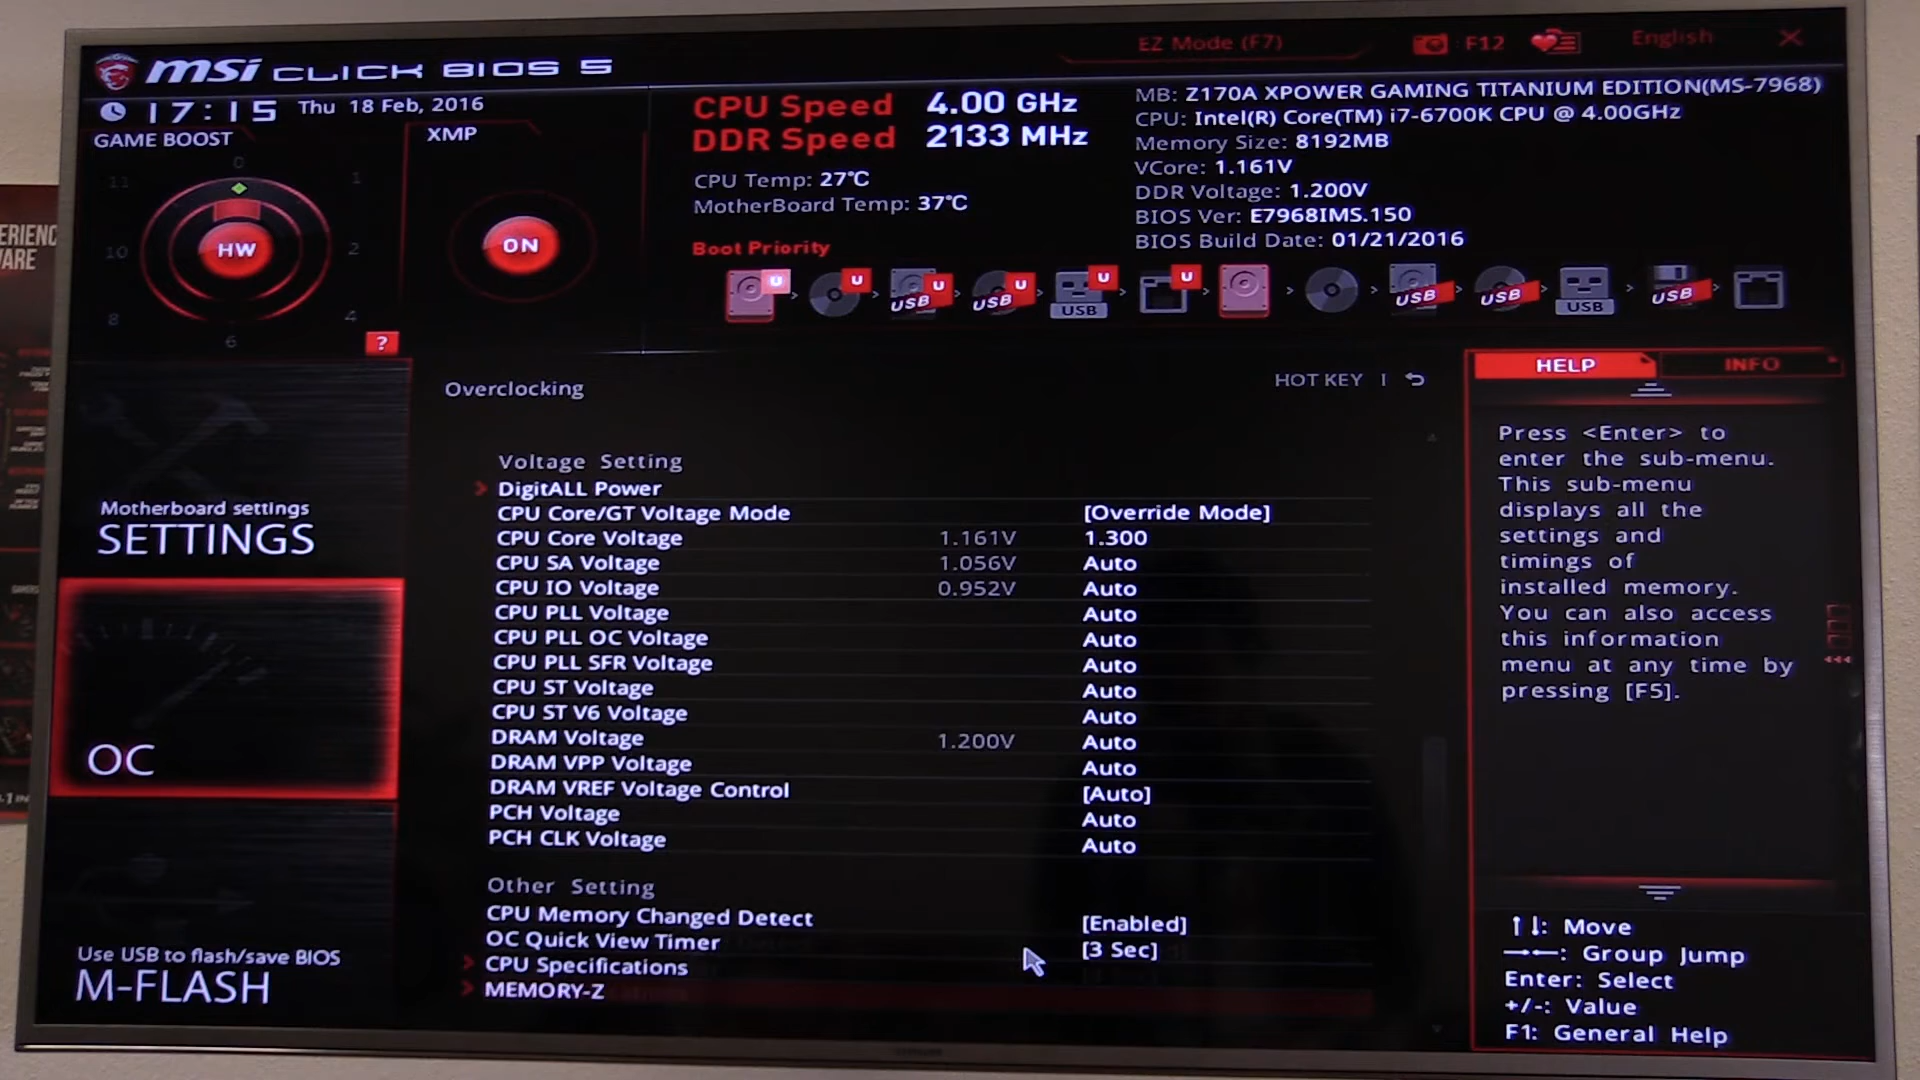 msi CLICK BIOS 5
EZ Mode (F7)
F12
English
X
17:15 Thu 18 Feb, 2016
GAME BOOST
0
1
2
4
6
8
10
11
HW
?
XMP
ON
CPU Speed 4.00 GHz
DDR Speed 2133 MHz
CPU Temp: 27℃
MotherBoard Temp: 37℃
MB: Z170A XPOWER GAMING TITANIUM EDITION(MS-7968)
CPU: Intel(R) Core(TM) i7-6700K CPU @ 4.00GHz
Memory Size: 8192MB
VCore: 1.161V
DDR Voltage: 1.200V
BIOS Ver: E7968IMS.150
BIOS Build Date: 01/21/2016
Boot Priority
U U USB U USB U USB U U USB USB USB USB
Motherboard settings
SETTINGS
OC
Use USB to flash/save BIOS
M-FLASH
Overclocking
HOT KEY |
Voltage Setting
> DigitALL Power
CPU Core/GT Voltage Mode [Override Mode]
CPU Core Voltage 1.161V 1.300
CPU SA Voltage 1.056V Auto
CPU IO Voltage 0.952V Auto
CPU PLL Voltage Auto
CPU PLL OC Voltage Auto
CPU PLL SFR Voltage Auto
CPU ST Voltage Auto
CPU ST V6 Voltage Auto
DRAM Voltage 1.200V Auto
DRAM VPP Voltage Auto
DRAM VREF Voltage Control [Auto]
PCH Voltage Auto
PCH CLK Voltage Auto
Other Setting
CPU Memory Changed Detect [Enabled]
OC Quick View Timer [3 Sec]
> CPU Specifications
> MEMORY-Z
HELP
INFO
Press <Enter> to
enter the sub-menu.
This sub-menu
displays all the
settings and
timings of
installed memory.
You can also access
this information
menu at any time by
pressing [F5].
↑↓: Move
→←: Group Jump
Enter: Select
+/-: Value
F1: General Help